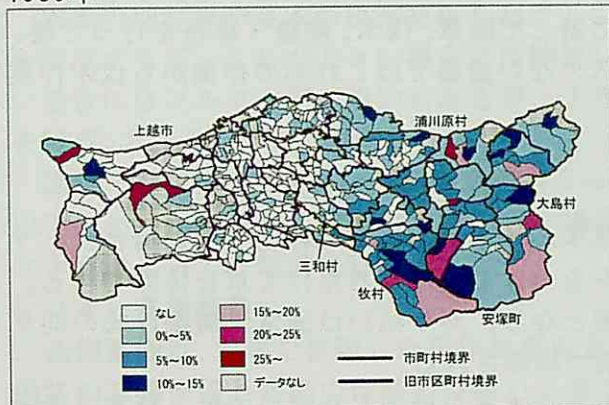 上越市
浦川原村
大島村
三和村
牧村
安塚町
なし
0%~5%
5%~10%
10%~15%
15%~20%
20%~25%
25%~
データなし
市町村境界
旧市区町村境界